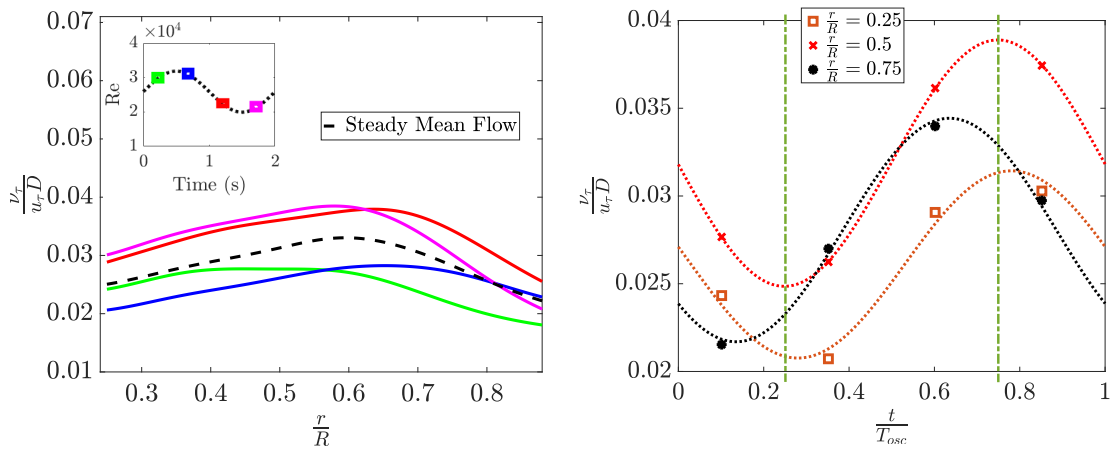 0.07
0.06
0.05
0.04
0.03
0.02
0.01
ν_τ / u_τ D
0.3 0.4 0.5 0.6 0.7 0.8
r / R
×10⁴
4
3
2
1
Re
0 1 2
Time (s)
Steady Mean Flow
0.04
0.035
0.03
0.025
0.02
ν_τ / u_τ D
0 0.2 0.4 0.6 0.8 1
t / T_osc
r/R = 0.25
r/R = 0.5
r/R = 0.75